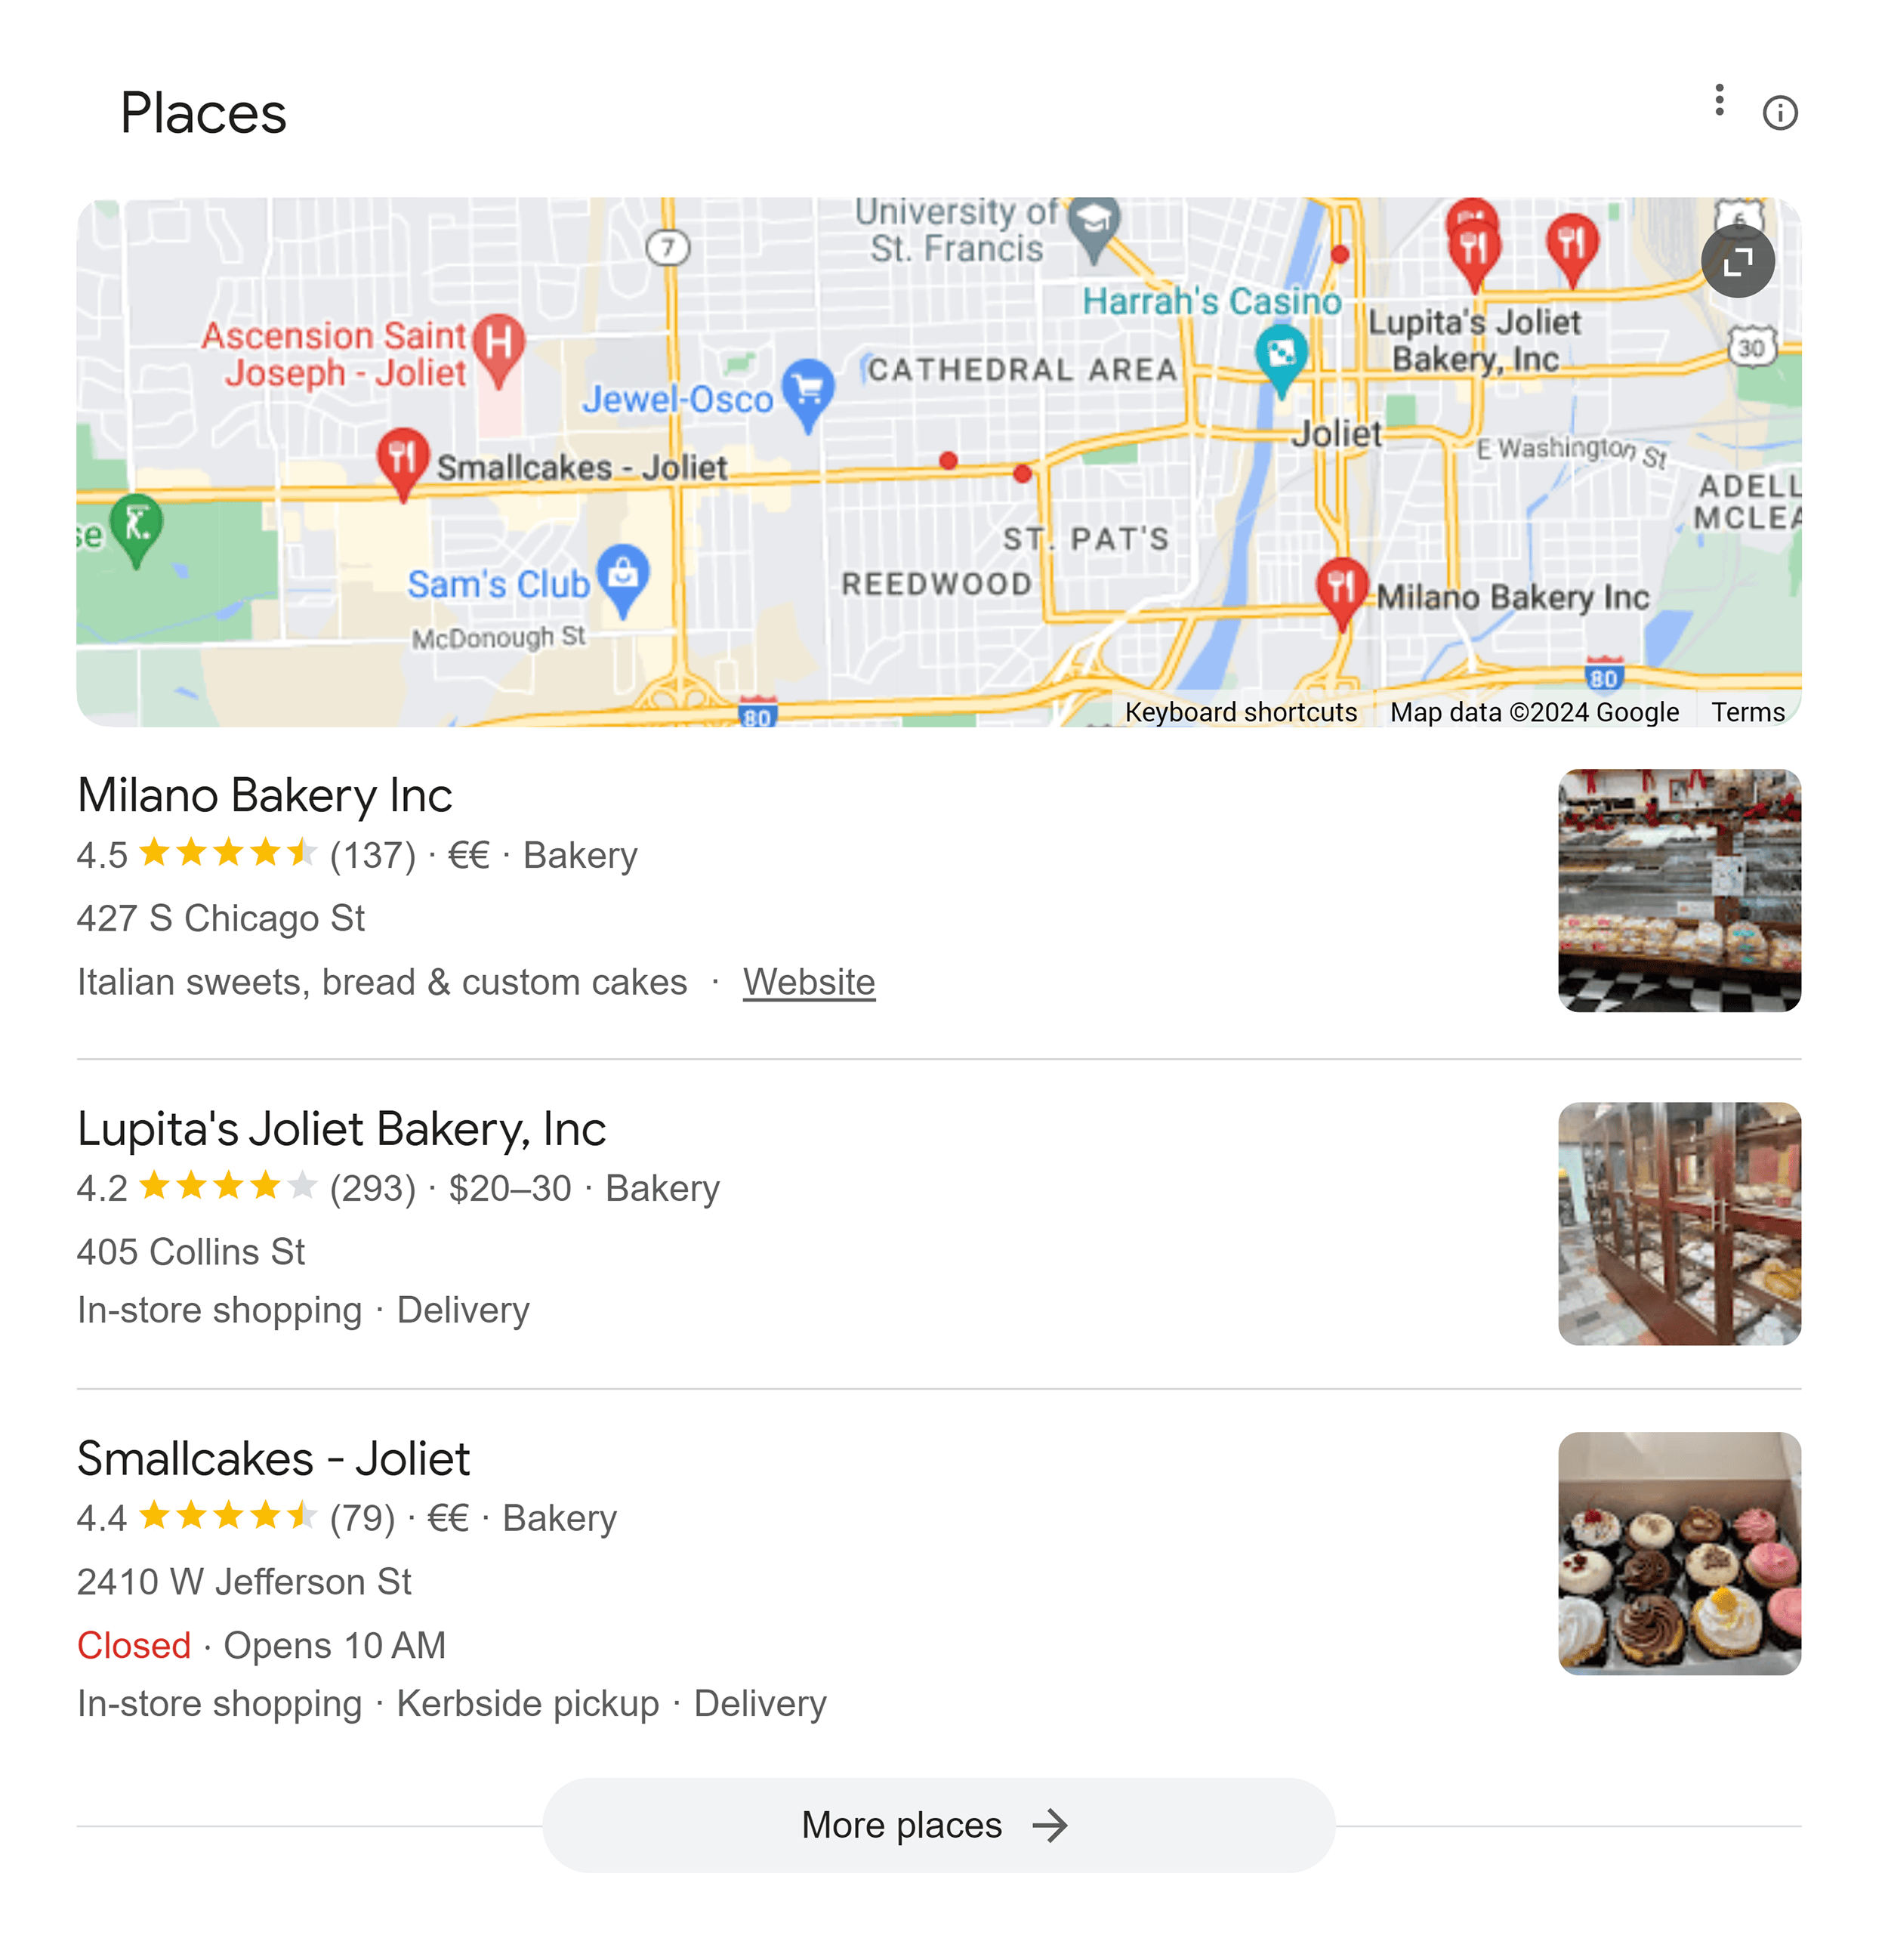 Places
University of
St. Francis
7
6
Harrah's Casino
Lupita's Joliet
Bakery, Inc
30
Ascension Saint
Joseph - Joliet
H
CATHEDRAL AREA
Jewel-Osco
Joliet
E Washington St
Smallcakes - Joliet
ADELL
MCLEA
se
ST. PAT'S
REEDWOOD
Sam's Club
Milano Bakery Inc
McDonough St
80
80
Keyboard shortcuts Map data ©2024 Google Terms
Milano Bakery Inc
4.5 (137) · €€ · Bakery
427 S Chicago St
Italian sweets, bread & custom cakes · Website
Lupita's Joliet Bakery, Inc
4.2 (293) · $20–30 · Bakery
405 Collins St
In-store shopping · Delivery
Smallcakes - Joliet
4.4 (79) · €€ · Bakery
2410 W Jefferson St
Closed · Opens 10 AM
In-store shopping · Kerbside pickup · Delivery
More places